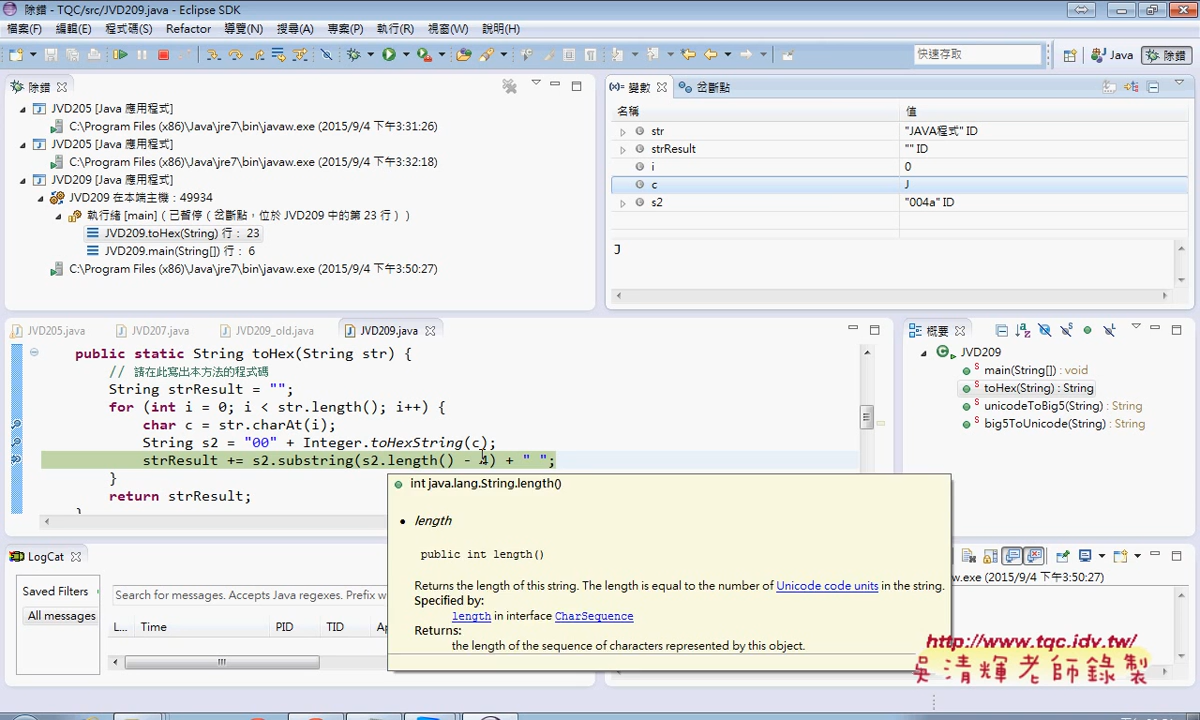 除錯 - TQC/src/JVD209.java - Eclipse SDK
檔案(F) 編輯(E) 程式碼(S) Refactor 導覽(N) 搜尋(A) 專案(P) 執行(R) 視窗(W) 說明(H)
快速存取 Java 除錯
除錯
JVD205 [Java 應用程式]
C:\Program Files (x86)\Java\jre7\bin\javaw.exe (2015/9/4 下午3:31:26)
JVD205 [Java 應用程式]
C:\Program Files (x86)\Java\jre7\bin\javaw.exe (2015/9/4 下午3:32:18)
JVD209 [Java 應用程式]
JVD209 在本端主機：49934
執行緒 [main]（已暫停（岔斷點，位於 JVD209 中的第 23 行））
JVD209.toHex(String) 行： 23
JVD209.main(String[]) 行： 6
C:\Program Files (x86)\Java\jre7\bin\javaw.exe (2015/9/4 下午3:50:27)
(x)= 變數 岔斷點
名稱 值
str "JAVA程式" ID
strResult "" ID
i 0
c J
s2 "004a" ID
J
JVD205.java JVD207.java JVD209_old.java JVD209.java
public static String toHex(String str) {
// 請在此寫出本方法的程式碼
String strResult = "";
for (int i = 0; i < str.length(); i++) {
char c = str.charAt(i);
String s2 = "00" + Integer.toHexString(c);
strResult += s2.substring(s2.length() - 4) + " ";
}
return strResult;
}
概要
JVD209
main(String[]) : void
toHex(String) : String
unicodeToBig5(String) : String
big5ToUnicode(String) : String
int java.lang.String.length()
• length
public int length()
Returns the length of this string. The length is equal to the number of Unicode code units in the string.
Specified by:
length in interface CharSequence
Returns:
the length of the sequence of characters represented by this object.
LogCat
Saved Filters
All messages
Search for messages. Accepts Java regexes. Prefix w
L... Time PID TID Ap
w.exe (2015/9/4 下午3:50:27)
http://www.tqc.idv.tw/
吳清輝老師錄製